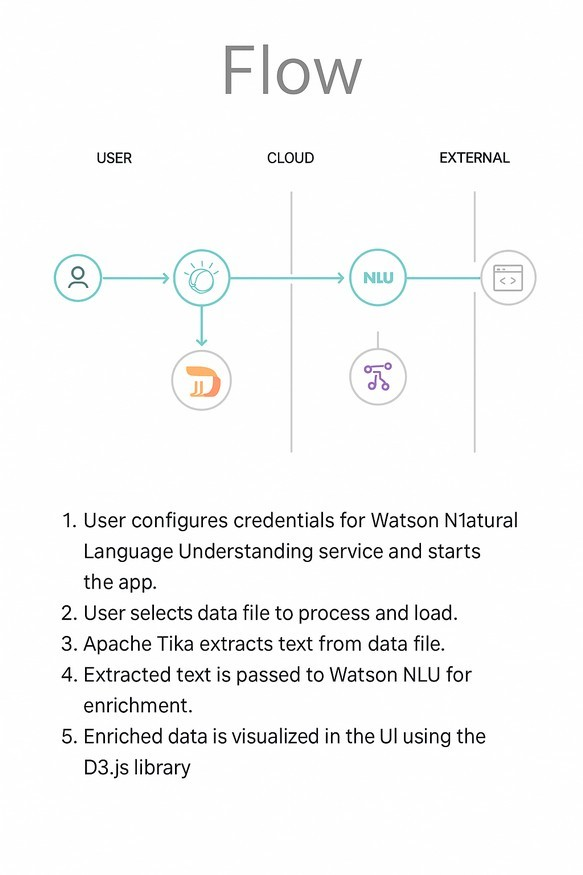 Flow
USER CLOUD EXTERNAL
NLU
1. User configures credentials for Watson N1atural
Language Understanding service and starts
the app.
2. User selects data file to process and load.
3. Apache Tika extracts text from data file.
4. Extracted text is passed to Watson NLU for
enrichment.
5. Enriched data is visualized in the UI using the
D3.js library